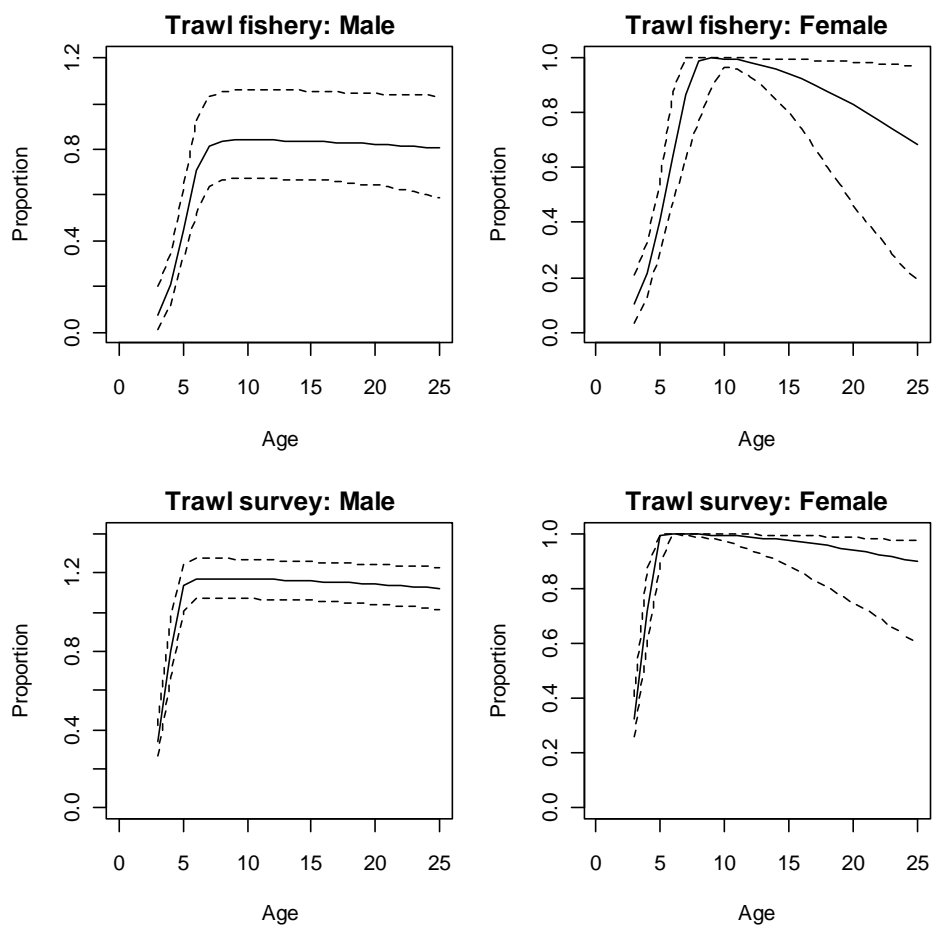 Trawl fishery: Male
Proportion
0.0 0.4 0.8 1.2
0 5 10 15 20 25
Age
Trawl fishery: Female
Proportion
0.0 0.2 0.4 0.6 0.8 1.0
0 5 10 15 20 25
Age
Trawl survey: Male
Proportion
0.0 0.4 0.8 1.2
0 5 10 15 20 25
Age
Trawl survey: Female
Proportion
0.0 0.2 0.4 0.6 0.8 1.0
0 5 10 15 20 25
Age